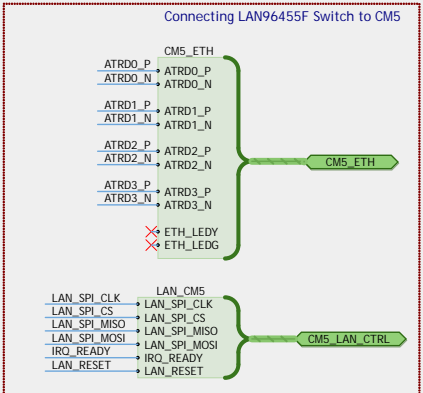 Connecting LAN96455F Switch to CM5
CM5_ETH
ATRD0_P ATRD0_P
ATRD0_N ATRD0_N
ATRD1_P ATRD1_P
ATRD1_N ATRD1_N
ATRD2_P ATRD2_P
ATRD2_N ATRD2_N
CM5_ETH
ATRD3_P ATRD3_P
ATRD3_N ATRD3_N
ETH_LEDY
ETH_LEDG
LAN_CM5
LAN_SPI_CLK LAN_SPI_CLK
LAN_SPI_CS LAN_SPI_CS
LAN_SPI_MISO LAN_SPI_MISO
LAN_SPI_MOSI LAN_SPI_MOSI
CM5_LAN_CTRL
IRQ_READY IRQ_READY
LAN_RESET LAN_RESET